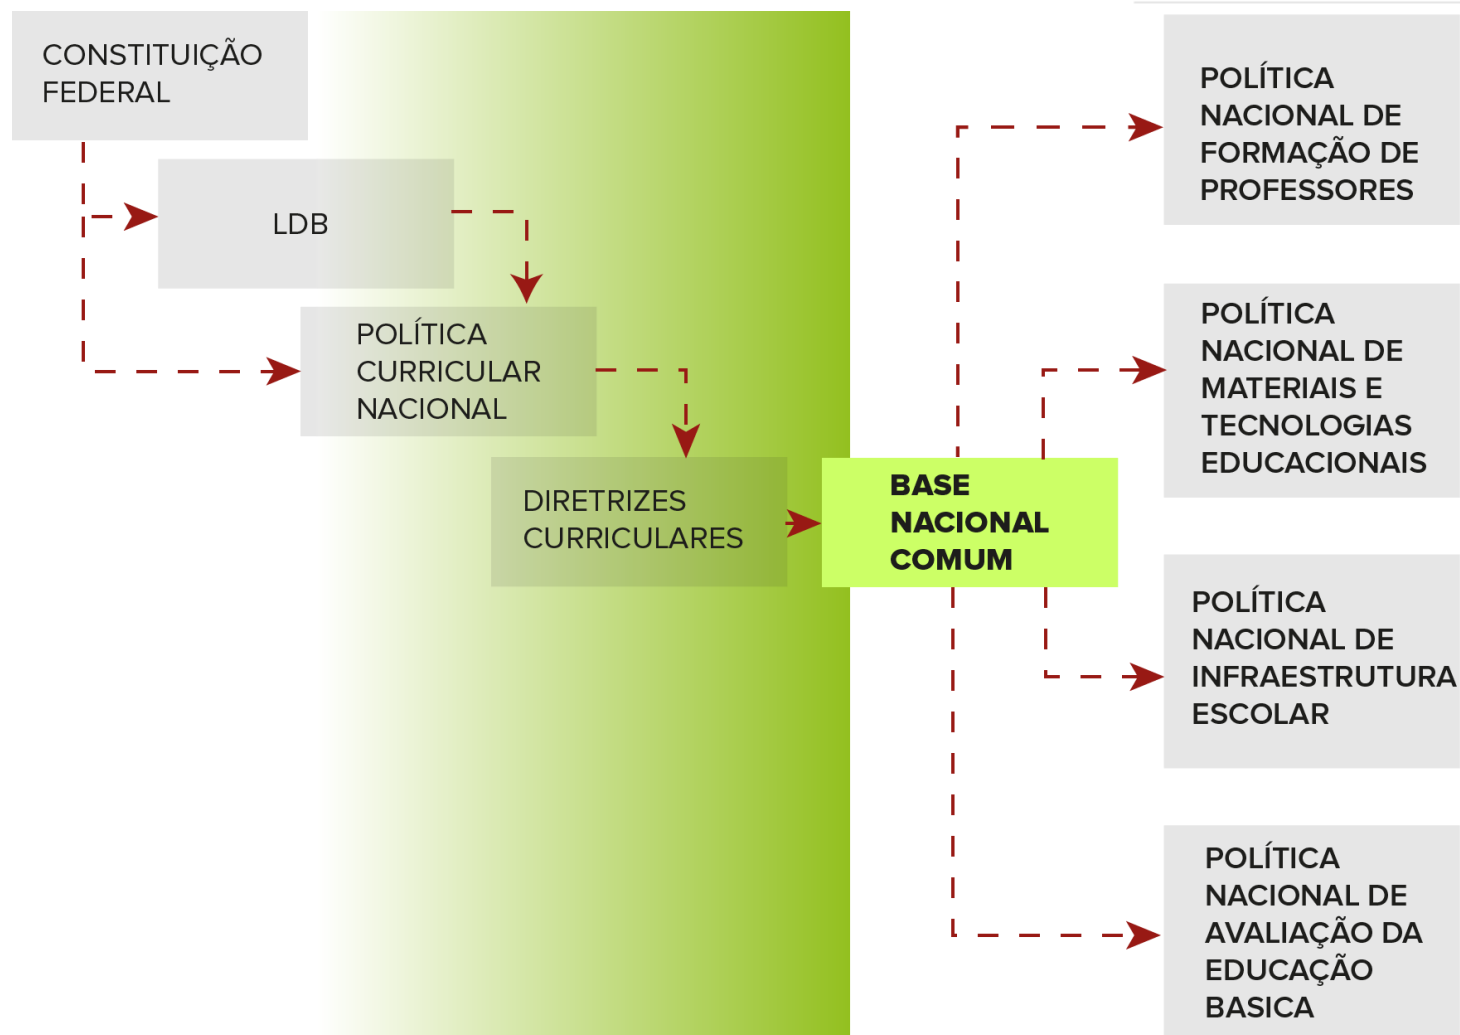 CONSTITUIÇÃO
FEDERAL
LDB
POLÍTICA
CURRICULAR
NACIONAL
DIRETRIZES
CURRICULARES
BASE
NACIONAL
COMUM
POLÍTICA
NACIONAL DE
FORMAÇÃO DE
PROFESSORES
POLÍTICA
NACIONAL DE
MATERIAIS E
TECNOLOGIAS
EDUCACIONAIS
POLÍTICA
NACIONAL DE
INFRAESTRUTURA
ESCOLAR
POLÍTICA
NACIONAL DE
AVALIAÇÃO DA
EDUCAÇÃO
BASICA